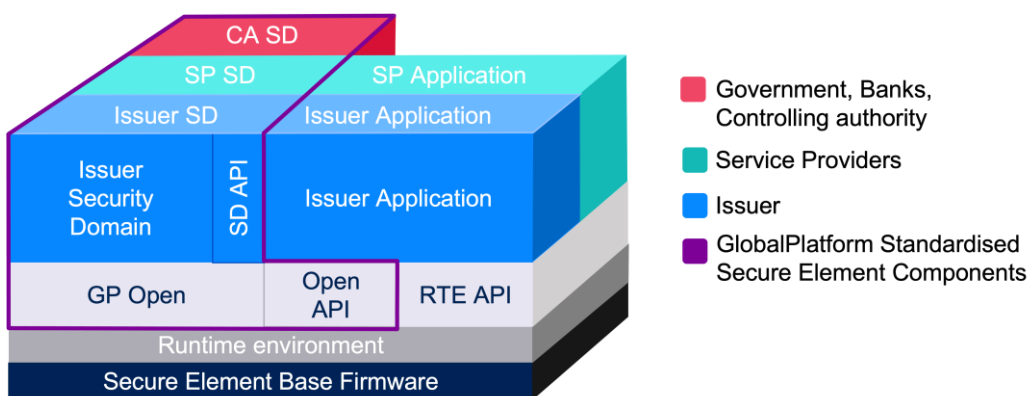 CA SD
SP SD
SP Application
Issuer SD
Issuer Application
Issuer
Security
Domain
SD API
Issuer Application
GP Open
Open
API
RTE API
Runtime environment
Secure Element Base Firmware
Government, Banks,
Controlling authority
Service Providers
Issuer
GlobalPlatform Standardised
Secure Element Components